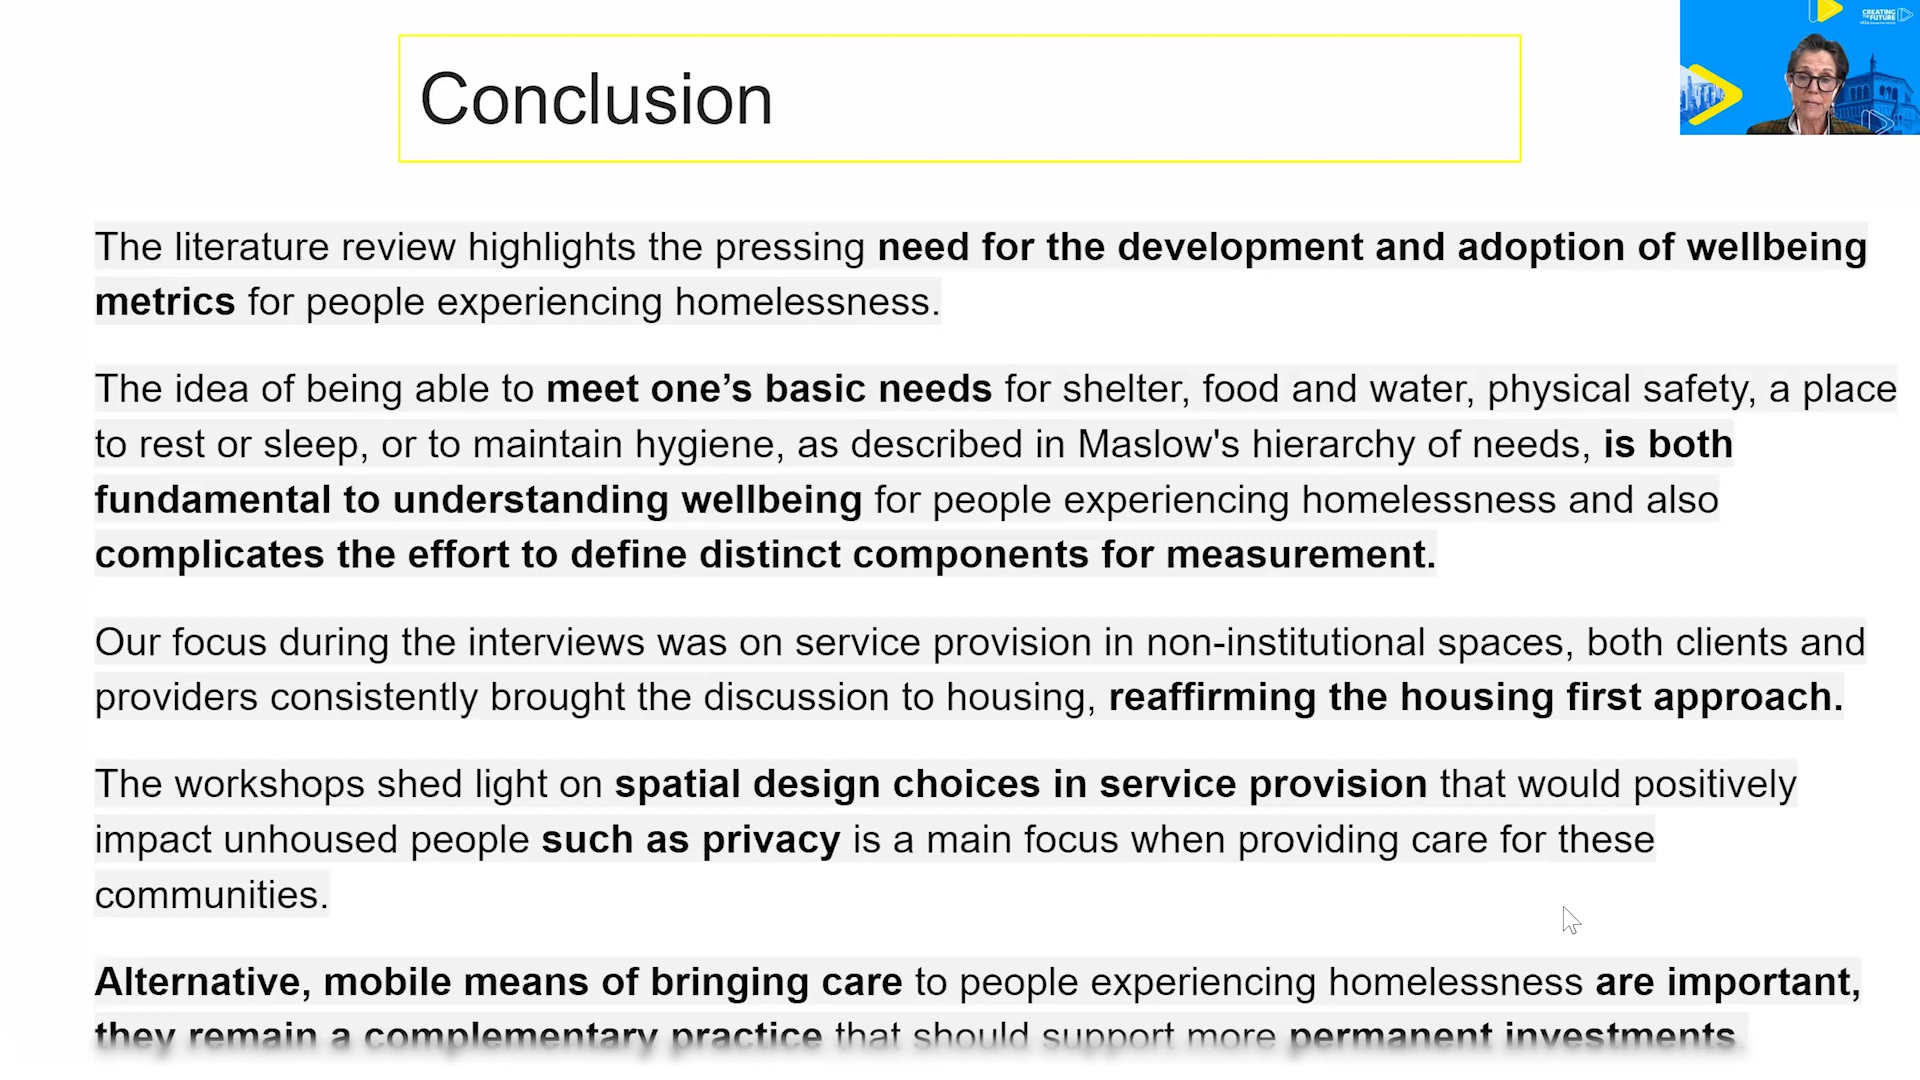 Conclusion
CREATING
THE FUTURE
The literature review highlights the pressing need for the development and adoption of wellbeing
metrics for people experiencing homelessness.
The idea of being able to meet one’s basic needs for shelter, food and water, physical safety, a place
to rest or sleep, or to maintain hygiene, as described in Maslow's hierarchy of needs, is both
fundamental to understanding wellbeing for people experiencing homelessness and also
complicates the effort to define distinct components for measurement.
Our focus during the interviews was on service provision in non-institutional spaces, both clients and
providers consistently brought the discussion to housing, reaffirming the housing first approach.
The workshops shed light on spatial design choices in service provision that would positively
impact unhoused people such as privacy is a main focus when providing care for these
communities.
Alternative, mobile means of bringing care to people experiencing homelessness are important,
they remain a complementary practice that should support more permanent investments.